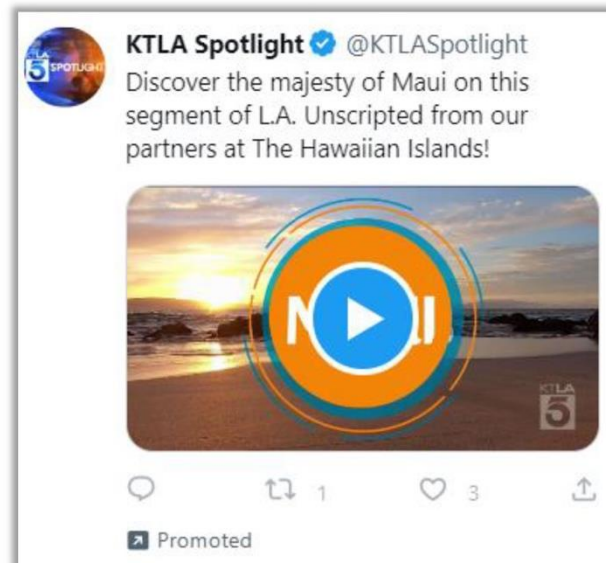 KTLA Spotlight @KTLASpotlight
KTLA
5 SPOTLIGHT
Discover the majesty of Maui on this
segment of L.A. Unscripted from our
partners at The Hawaiian Islands!
KTLA
5
1 3
Promoted